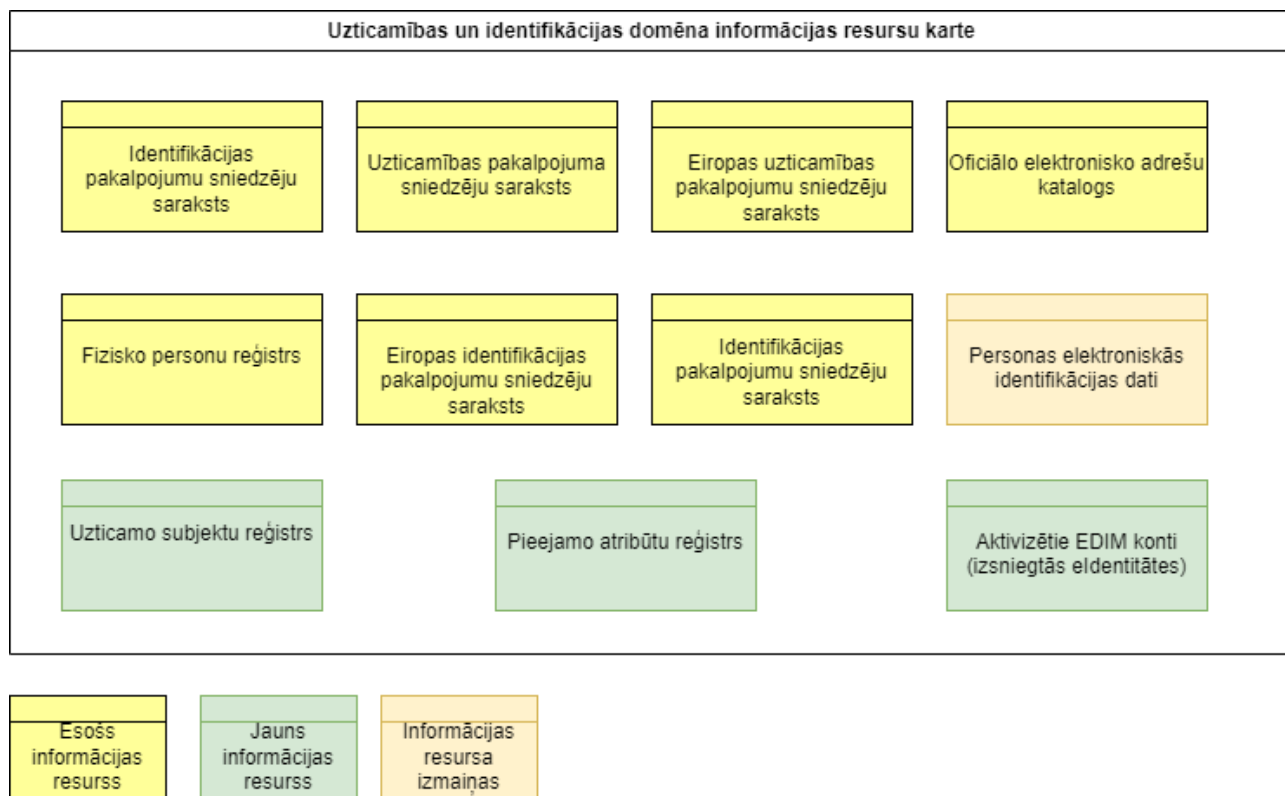 Uzticamības un identifikācijas domēna informācijas resursu karte
Identifikācijas
pakalpojumu sniedzēju
saraksts
Uzticamības pakalpojuma
sniedzēju saraksts
Eiropas uzticamības
pakalpojumu sniedzēju
saraksts
Oficiālo elektronisko adrešu
katalogs
Fizisko personu reģistrs
Eiropas identifikācijas
pakalpojumu sniedzēju
saraksts
Identifikācijas
pakalpojumu sniedzēju
saraksts
Personas elektroniskās
identifikācijas dati
Uzticamo subjektu reģistrs
Pieejamo atribūtu reģistrs
Aktivizētie EDIM konti
(izsniegtās eIdentitātes)
Esošs
informācijas
resurss
Jauns
informācijas
resurss
Informācijas
resursa
izmaiņas